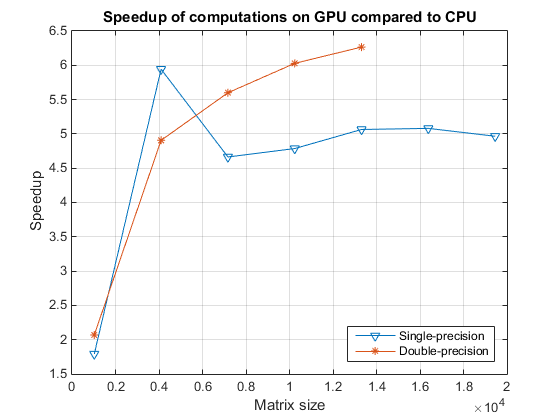 Speedup of computations on GPU compared to CPU
6.5
6
5.5
5
4.5
4
3.5
3
2.5
2
1.5
Speedup
Single-precision
Double-precision
0 0.2 0.4 0.6 0.8 1 1.2 1.4 1.6 1.8 2
Matrix size
×10^4